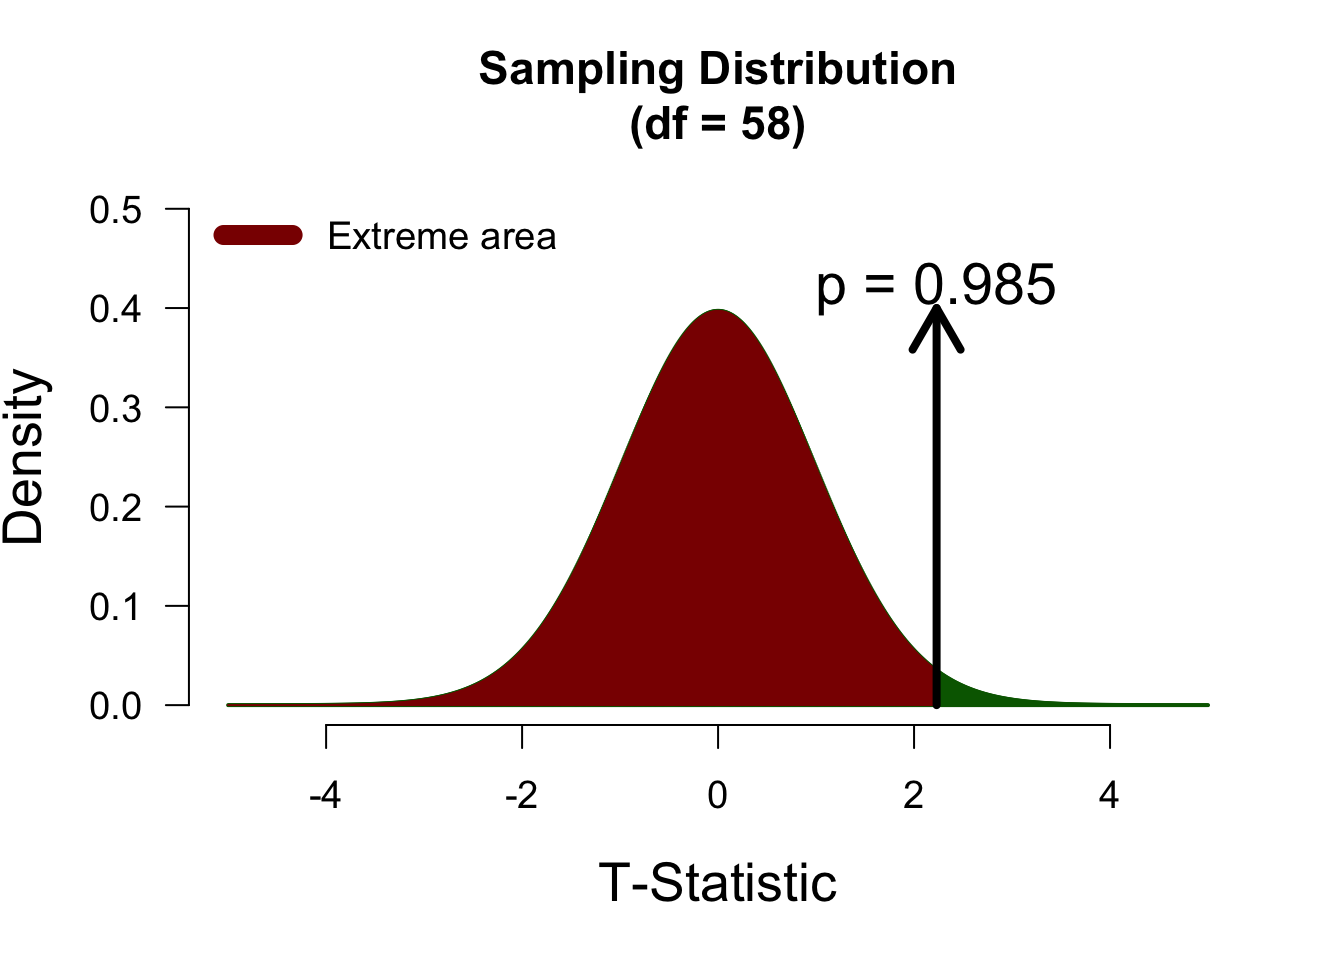 Sampling Distribution
(df = 58)
Extreme area
p = 0.985
Density
0.5
0.4
0.3
0.2
0.1
0.0
-4
-2
0
2
4
T-Statistic